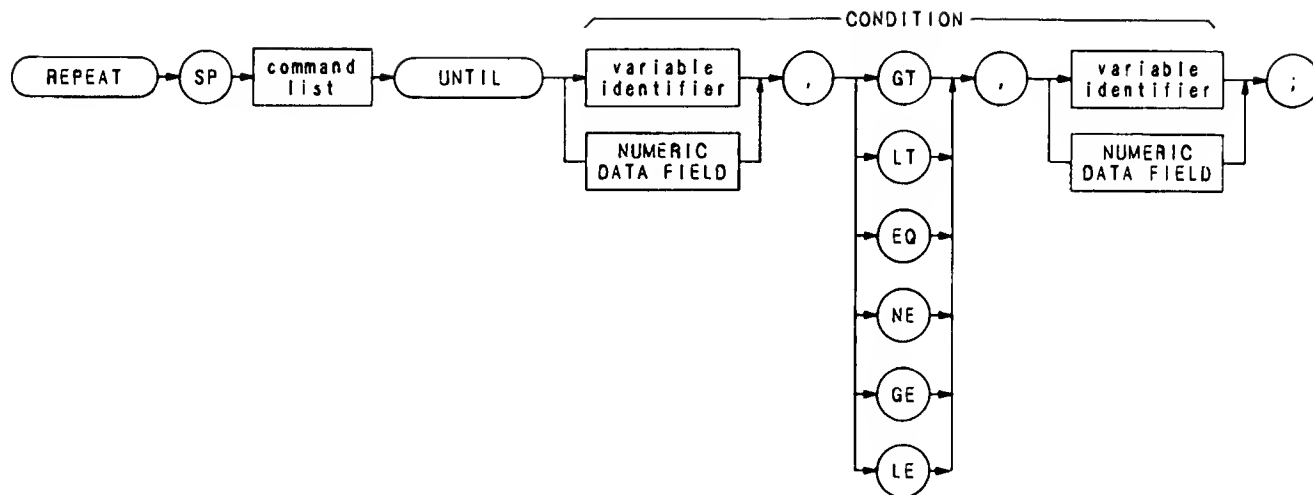 CONDITION
REPEAT SP command list UNTIL variable identifier , GT , variable identifier ;
NUMERIC DATA FIELD
LT
NUMERIC DATA FIELD
EQ
NE
GE
LE